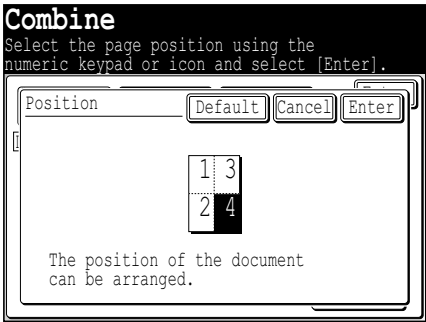 Combine
Select the page position using the
numeric keypad or icon and select [Enter].
Position
Default Cancel Enter
1 3
2 4
The position of the document
can be arranged.